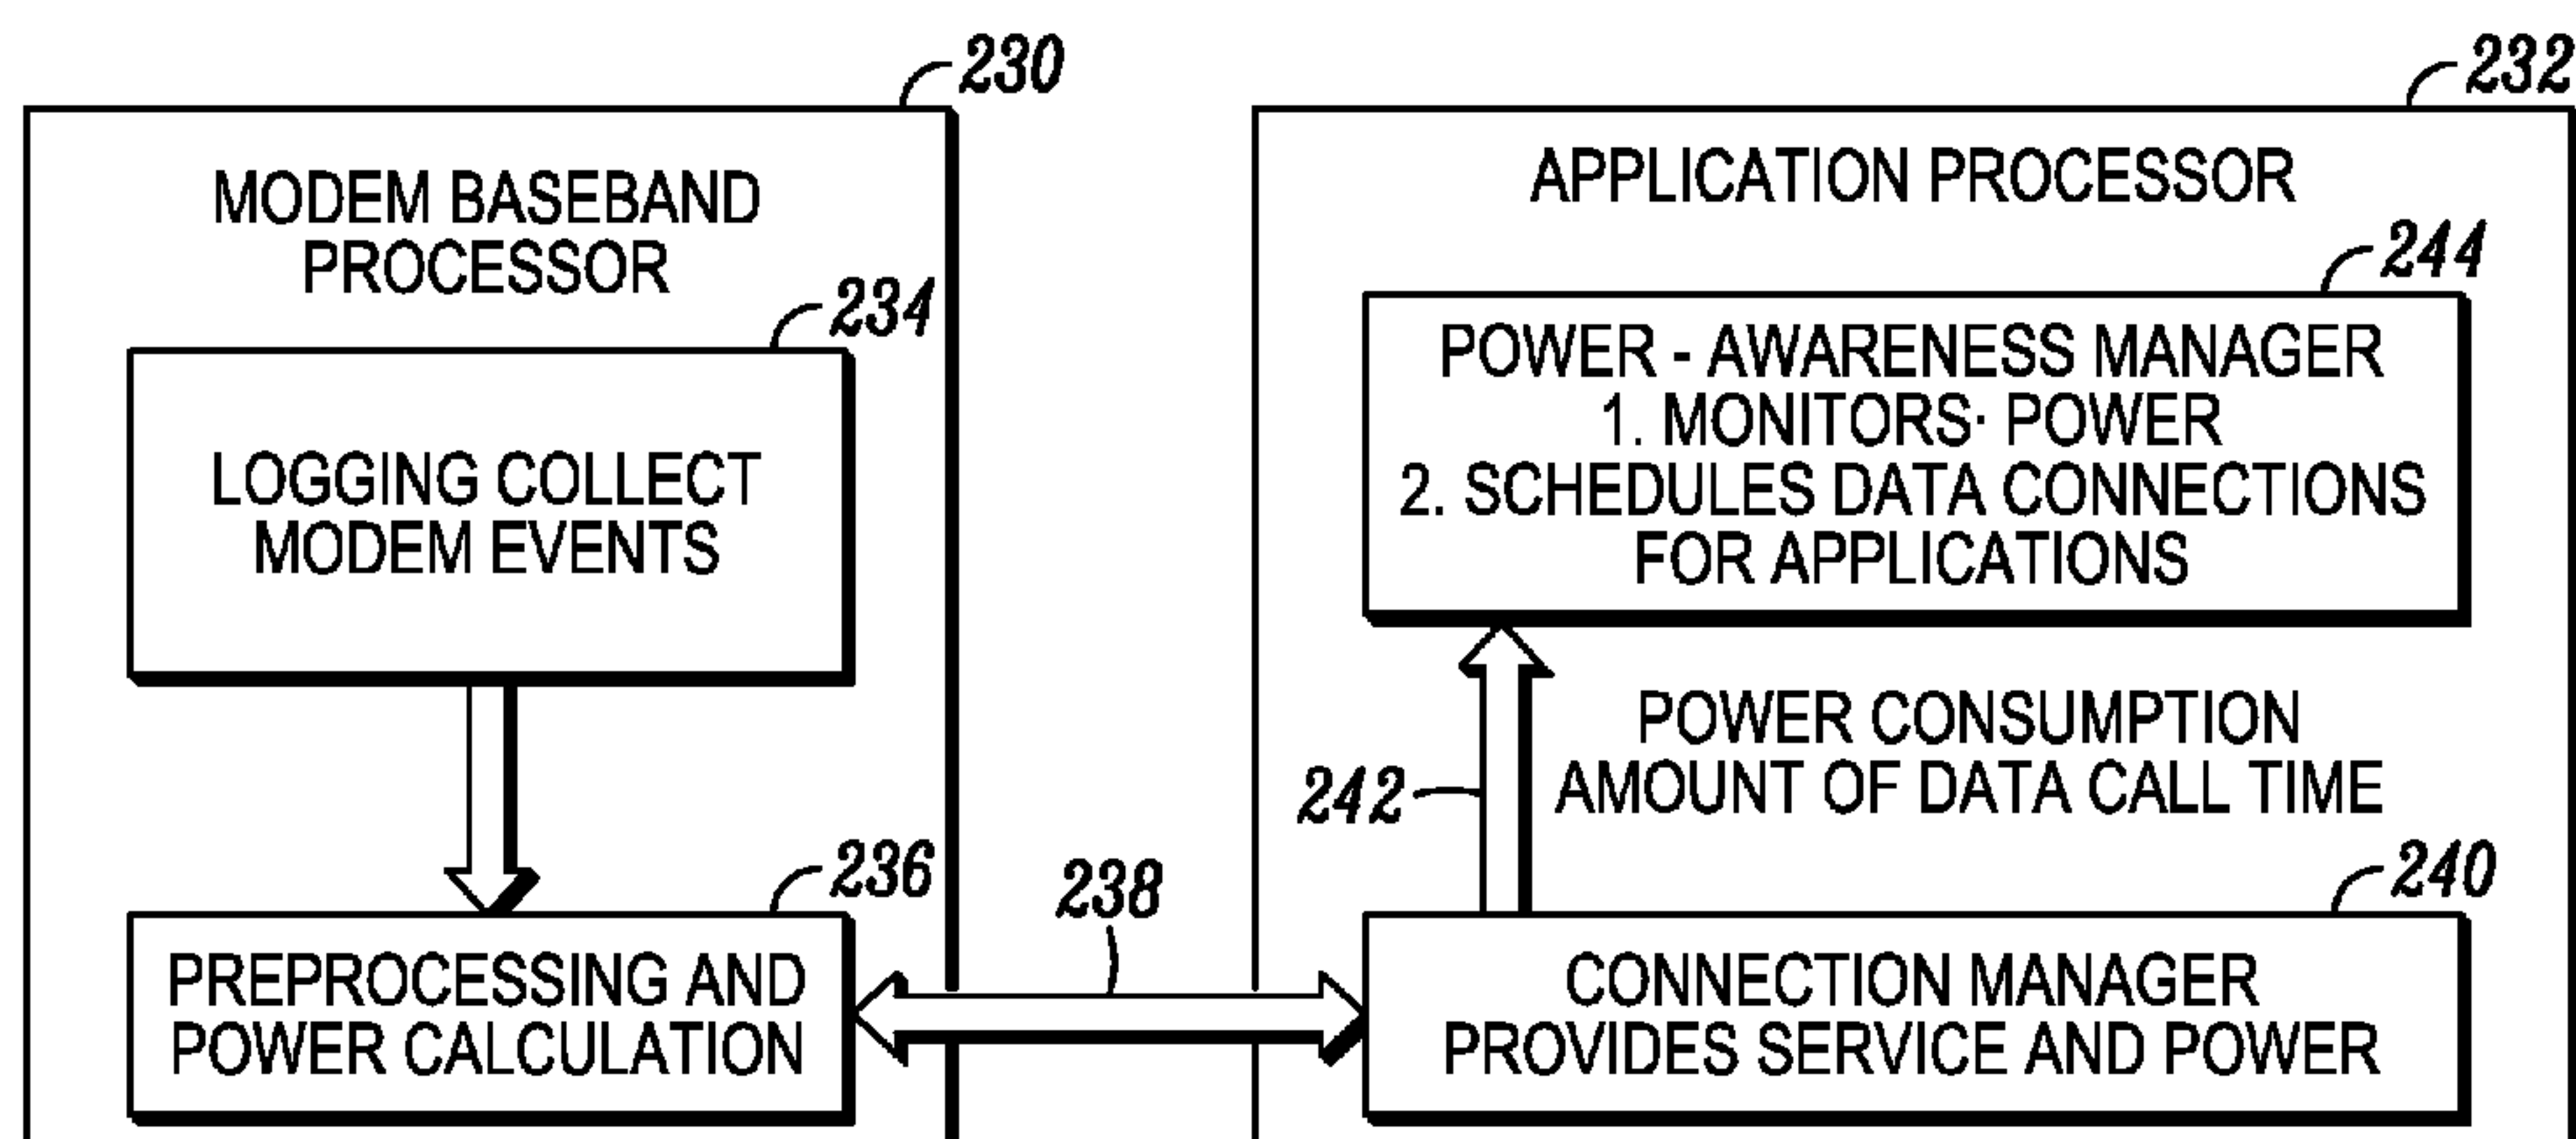 230
232
MODEM BASEBAND
PROCESSOR
234
LOGGING COLLECT
MODEM EVENTS
236
PREPROCESSING AND
POWER CALCULATION
238
APPLICATION PROCESSOR
244
POWER - AWARENESS MANAGER
1. MONITORS· POWER
2. SCHEDULES DATA CONNECTIONS
FOR APPLICATIONS
242
POWER CONSUMPTION
AMOUNT OF DATA CALL TIME
240
CONNECTION MANAGER
PROVIDES SERVICE AND POWER